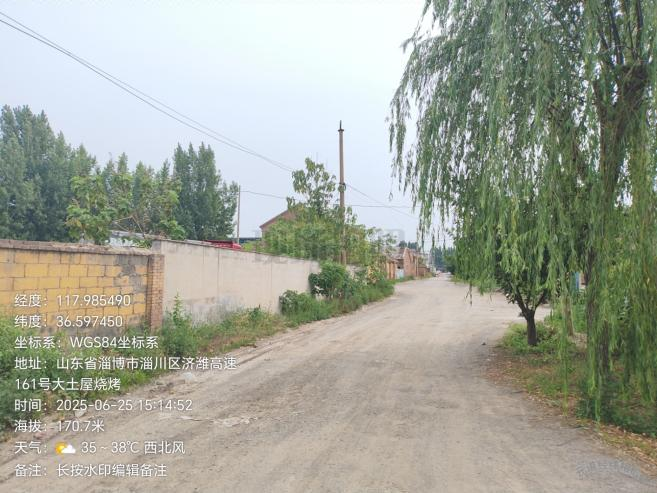 经度：117.985490
纬度：36.597450
坐标系：WGS84坐标系
地址：山东省淄博市淄川区济潍高速
161号大土屋烧烤
时间：2025-06-25 15:14:52
海拔：170.7米
天气：⛅ 35 ~ 38℃ 西北风
备注：长按水印编辑备注